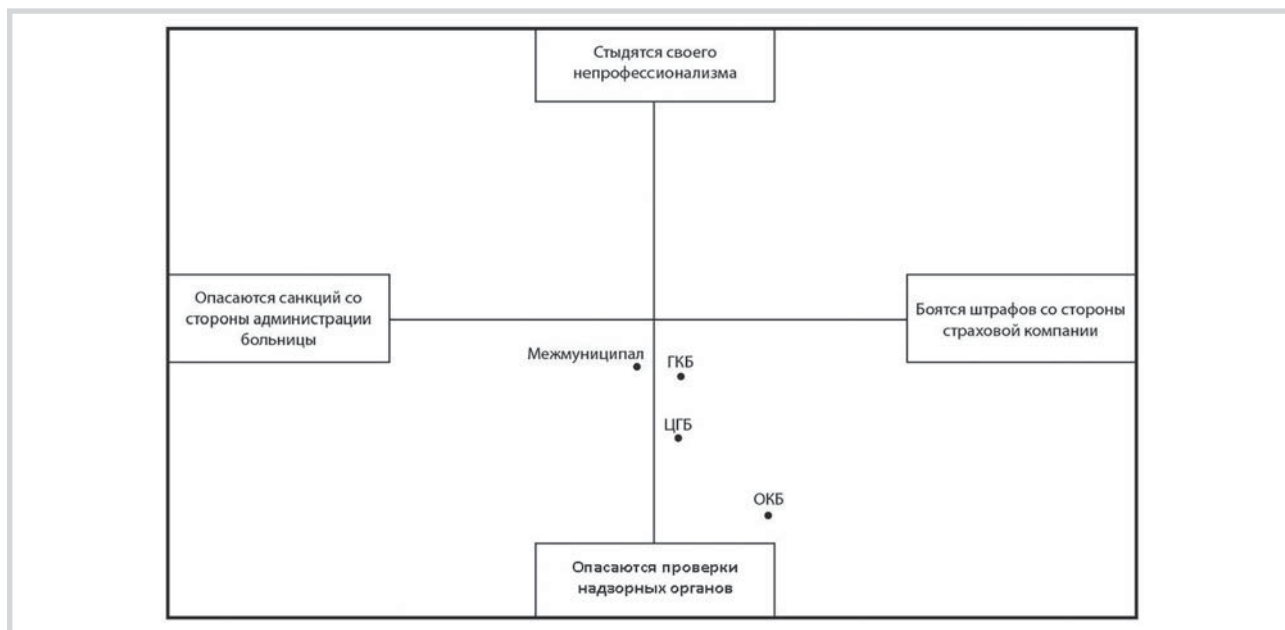 Стыдятся своего
непрофессионализма
Опасаются санкций со
стороны администрации
больницы
Боятся штрафов со стороны
страховой компании
Межмуниципал
ГКБ
ЦГБ
ОКБ
Опасаются проверки
надзорных органов